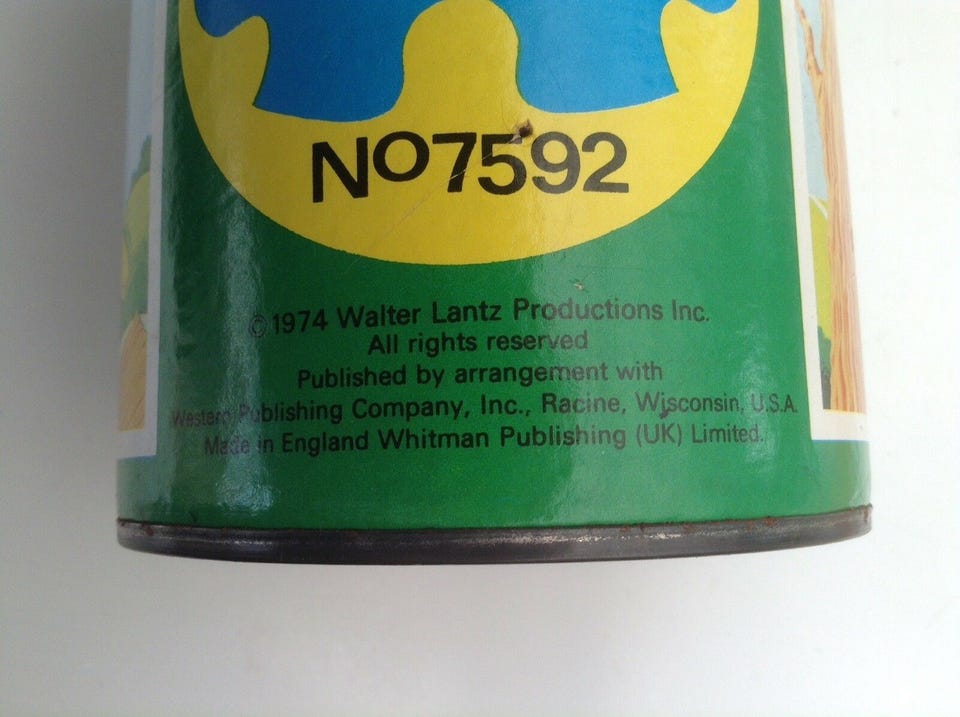 NO7592
©1974 Walter Lantz Productions Inc.
All rights reserved
Published by arrangement with
Western Publishing Company, Inc., Racine, Wisconsin, U.S.A.
Made in England Whitman Publishing (UK) Limited.